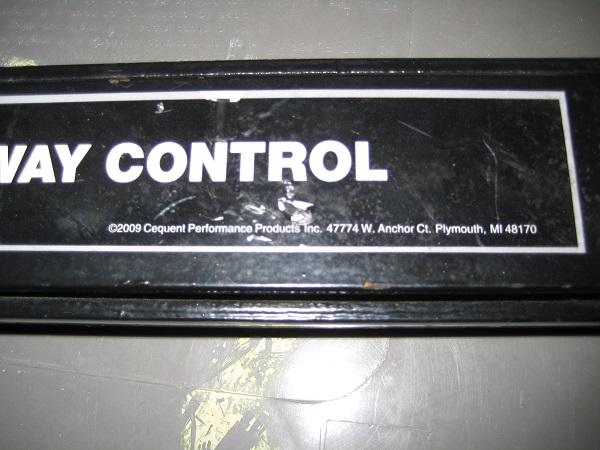 WAY CONTROL
©2009 Cequent Performance Products Inc. 47774 W. Anchor Ct. Plymouth, MI 48170